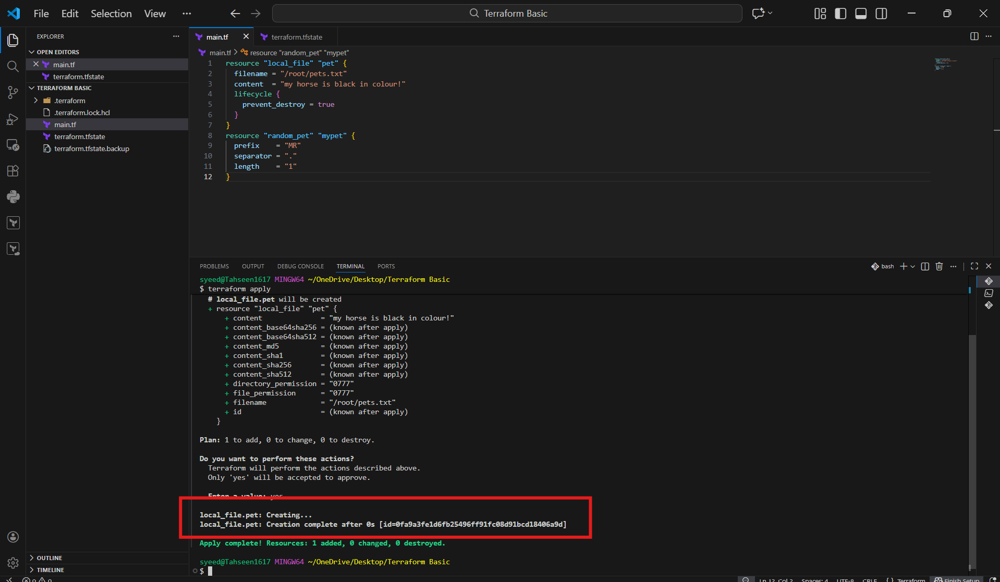 File Edit Selection View
Terraform Basic
EXPLORER
OPEN EDITORS
main.tf
terraform.tfstate
TERRAFORM BASIC
.terraform
.terraform.lock.hcl
main.tf
terraform.tfstate
terraform.tfstate.backup
OUTLINE
TIMELINE
main.tf
terraform.tfstate
main.tf > resource "random_pet" "mypet"
1 resource "local_file" "pet" {
2 filename = "/root/pets.txt"
3 content = "my horse is black in colour!"
4 lifecycle {
5 prevent_destroy = true
6 }
7 }
8 resource "random_pet" "mypet" {
9 prefix = "MR"
10 separator = "."
11 length = "1"
12 }
PROBLEMS OUTPUT DEBUG CONSOLE TERMINAL PORTS
bash
syeed@Tahseen1617 MINGW64 ~/OneDrive/Desktop/Terraform Basic
$ terraform apply
# local_file.pet will be created
+ resource "local_file" "pet" {
+ content = "my horse is black in colour!"
+ content_base64sha256 = (known after apply)
+ content_base64sha512 = (known after apply)
+ content_md5 = (known after apply)
+ content_sha1 = (known after apply)
+ content_sha256 = (known after apply)
+ content_sha512 = (known after apply)
+ directory_permission = "0777"
+ file_permission = "0777"
+ filename = "/root/pets.txt"
+ id = (known after apply)
}
Plan: 1 to add, 0 to change, 0 to destroy.
Do you want to perform these actions?
Terraform will perform the actions described above.
Only 'yes' will be accepted to approve.
Enter a value: yes
local_file.pet: Creating...
local_file.pet: Creation complete after 0s [id=0fa9a3fe1d6fb25496ff91fc08d91bcd18406a9d]
Apply complete! Resources: 1 added, 0 changed, 0 destroyed.
syeed@Tahseen1617 MINGW64 ~/OneDrive/Desktop/Terraform Basic
$
0 0
Ln 12, Col 2 Spaces: 4 UTF-8 CRLF { } Terraform Finish Setup